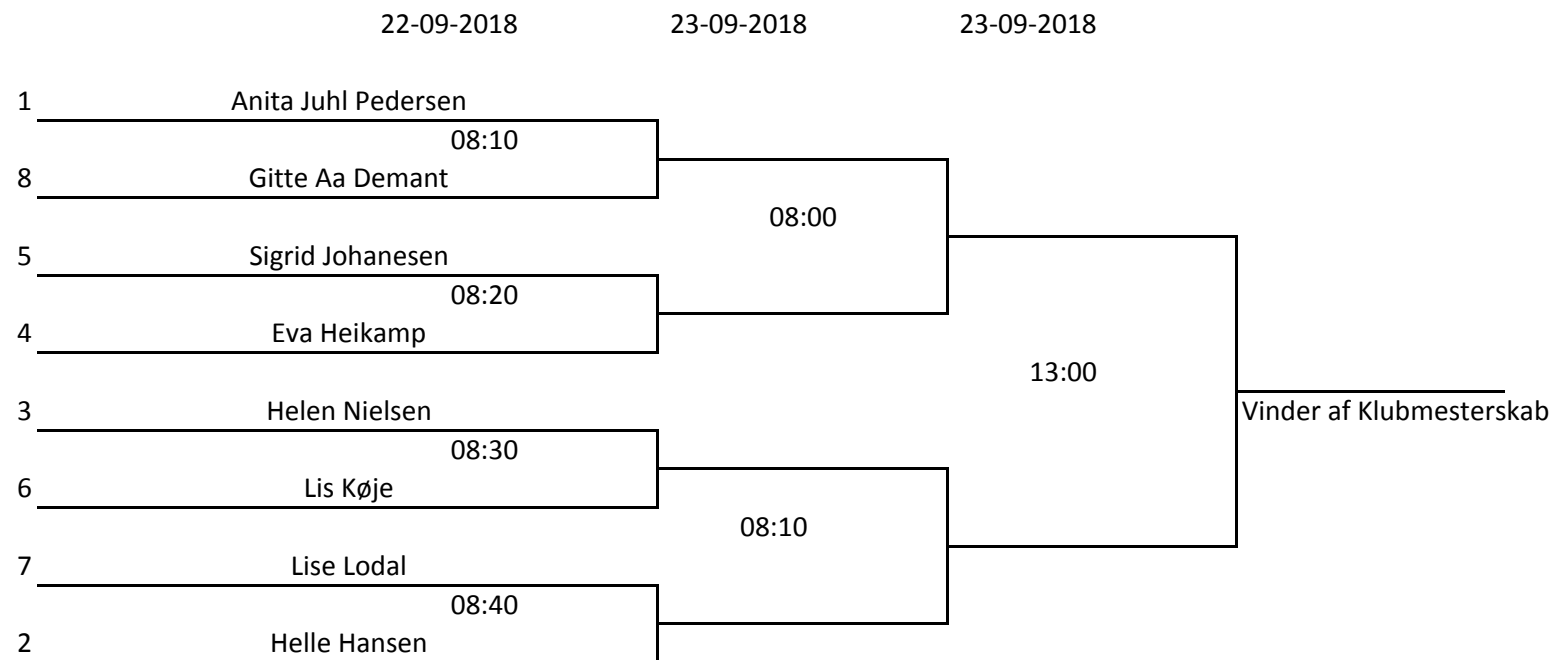 22-09-2018 23-09-2018 23-09-2018
1 Anita Juhl Pedersen
08:10
8 Gitte Aa Demant
08:00
5 Sigrid Johanesen
08:20
4 Eva Heikamp
13:00
3 Helen Nielsen
Vinder af Klubmesterskab
08:30
6 Lis Køje
08:10
7 Lise Lodal
08:40
2 Helle Hansen